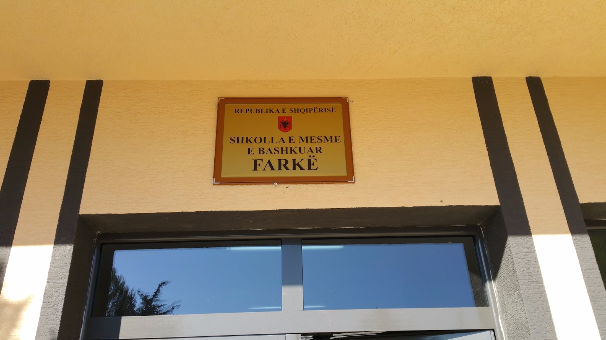 REPUBLIKA E SHQIPËRISË
SHKOLLA E MESME
E BASHKUAR
FARKË